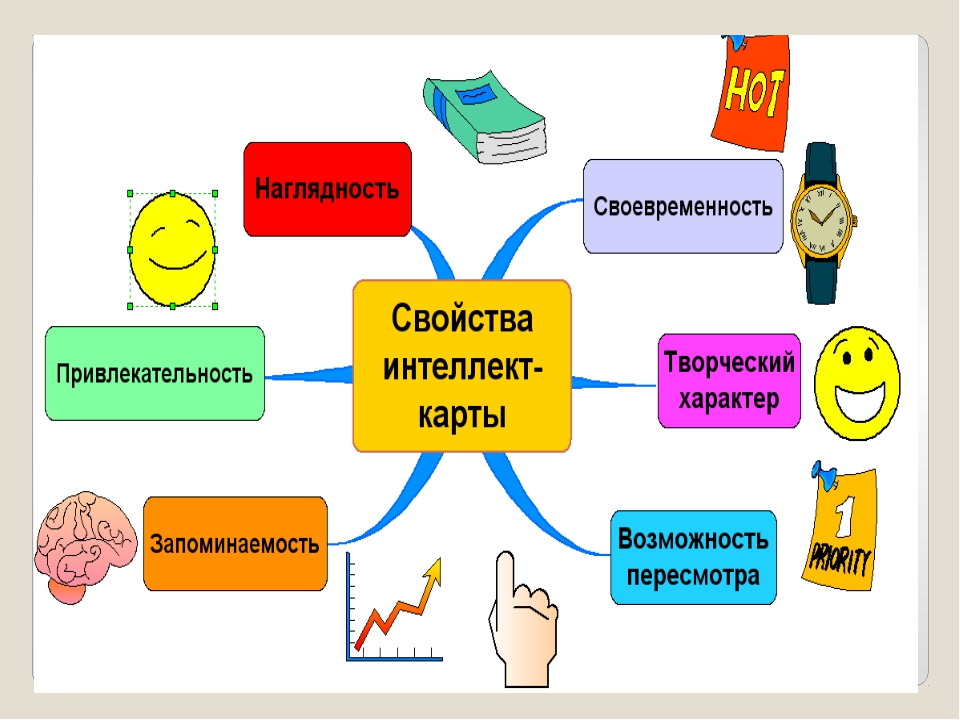 HOT
Наглядность
Своевременность
Свойства
интеллект-
карты
Привлекательность
Творческий
характер
Запоминаемость
Возможность
пересмотра
1
PRIORITY